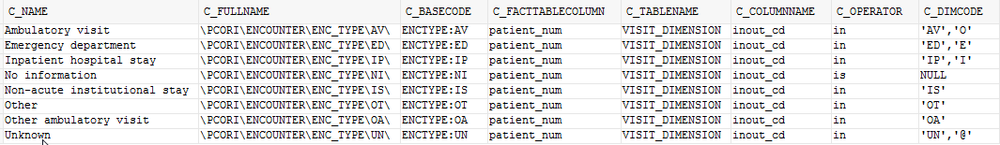 C_NAME C_FULLNAME C_BASECODE C_FACTTABLECOLUMN C_TABLENAME C_COLUMNNAME C_OPERATOR C_DIMCODE
Ambulatory visit \PCORI\ENCOUNTER\ENC_TYPE\AV\ ENCTYPE:AV patient_num VISIT_DIMENSION inout_cd in 'AV','O'
Emergency department \PCORI\ENCOUNTER\ENC_TYPE\ED\ ENCTYPE:ED patient_num VISIT_DIMENSION inout_cd in 'ED','E'
Inpatient hospital stay \PCORI\ENCOUNTER\ENC_TYPE\IP\ ENCTYPE:IP patient_num VISIT_DIMENSION inout_cd in 'IP','I'
No information \PCORI\ENCOUNTER\ENC_TYPE\NI\ ENCTYPE:NI patient_num VISIT_DIMENSION inout_cd is NULL
Non-acute institutional stay \PCORI\ENCOUNTER\ENC_TYPE\IS\ ENCTYPE:IS patient_num VISIT_DIMENSION inout_cd in 'IS'
Other \PCORI\ENCOUNTER\ENC_TYPE\OT\ ENCTYPE:OT patient_num VISIT_DIMENSION inout_cd in 'OT'
Other ambulatory visit \PCORI\ENCOUNTER\ENC_TYPE\OA\ ENCTYPE:OA patient_num VISIT_DIMENSION inout_cd in 'OA'
Unknown \PCORI\ENCOUNTER\ENC_TYPE\UN\ ENCTYPE:UN patient_num VISIT_DIMENSION inout_cd in 'UN','@'